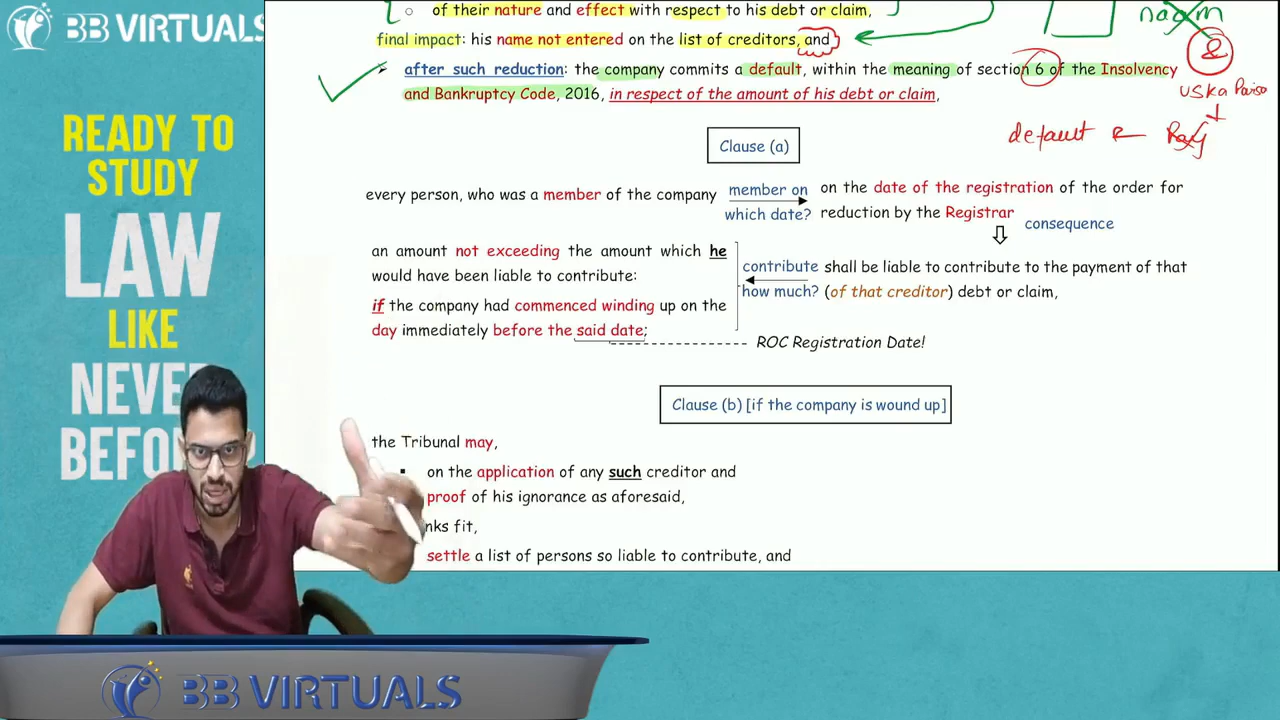 BB VIRTUALS
READY TO
STUDY
LAW
LIKE
NEVER
BEFO
of their nature and effect with respect to his debt or claim,
final impact: his name not entered on the list of creditors, and
➤ after such reduction: the company commits a default, within the meaning of section 6 of the Insolvency
and Bankruptcy Code, 2016, in respect of the amount of his debt or claim,
naam
&
uska
default ←
Clause (a)
every person, who was a member of the company
member on
which date?
on the date of the registration of the order for
reduction by the Registrar
consequence
an amount not exceeding the amount which he
would have been liable to contribute:
if the company had commenced winding up on the
day immediately before the said date;
contribute
how much?
shall be liable to contribute to the payment of that
(of that creditor) debt or claim,
ROC Registration Date!
Clause (b) [if the company is wound up]
the Tribunal may,
▪ on the application of any such creditor and
proof of his ignorance as aforesaid,
nks fit,
settle a list of persons so liable to contribute, and
BB VIRTUALS